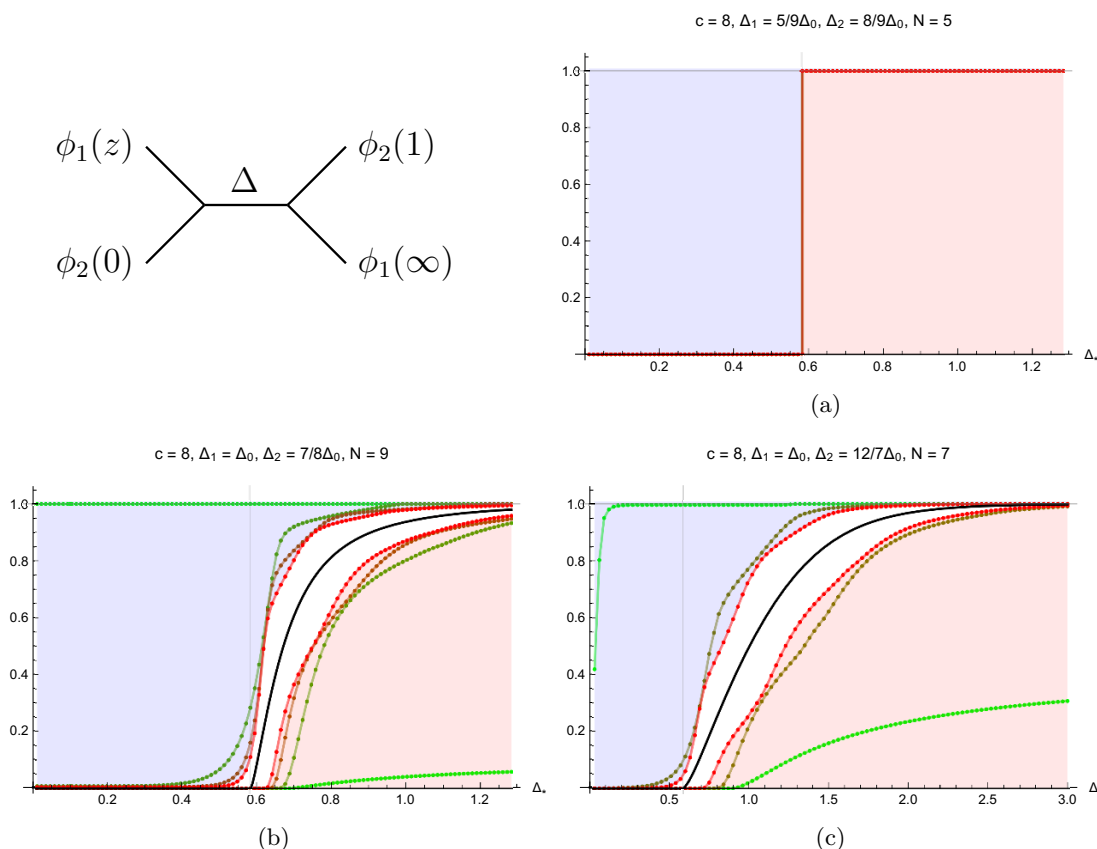 ϕ₁(z)
ϕ₂(1)
Δ
ϕ₂(0)
ϕ₁(∞)
c = 8, Δ₁ = 5/9Δ₀, Δ₂ = 8/9Δ₀, N = 5
1.0
0.8
0.6
0.4
0.2
0.2 0.4 0.6 0.8 1.0 1.2 Δ*
(a)
c = 8, Δ₁ = Δ₀, Δ₂ = 7/8Δ₀, N = 9
1.0
0.8
0.6
0.4
0.2
0.2 0.4 0.6 0.8 1.0 1.2 Δ*
(b)
c = 8, Δ₁ = Δ₀, Δ₂ = 12/7Δ₀, N = 7
1.0
0.8
0.6
0.4
0.2
0.5 1.0 1.5 2.0 2.5 3.0 Δ
(c)